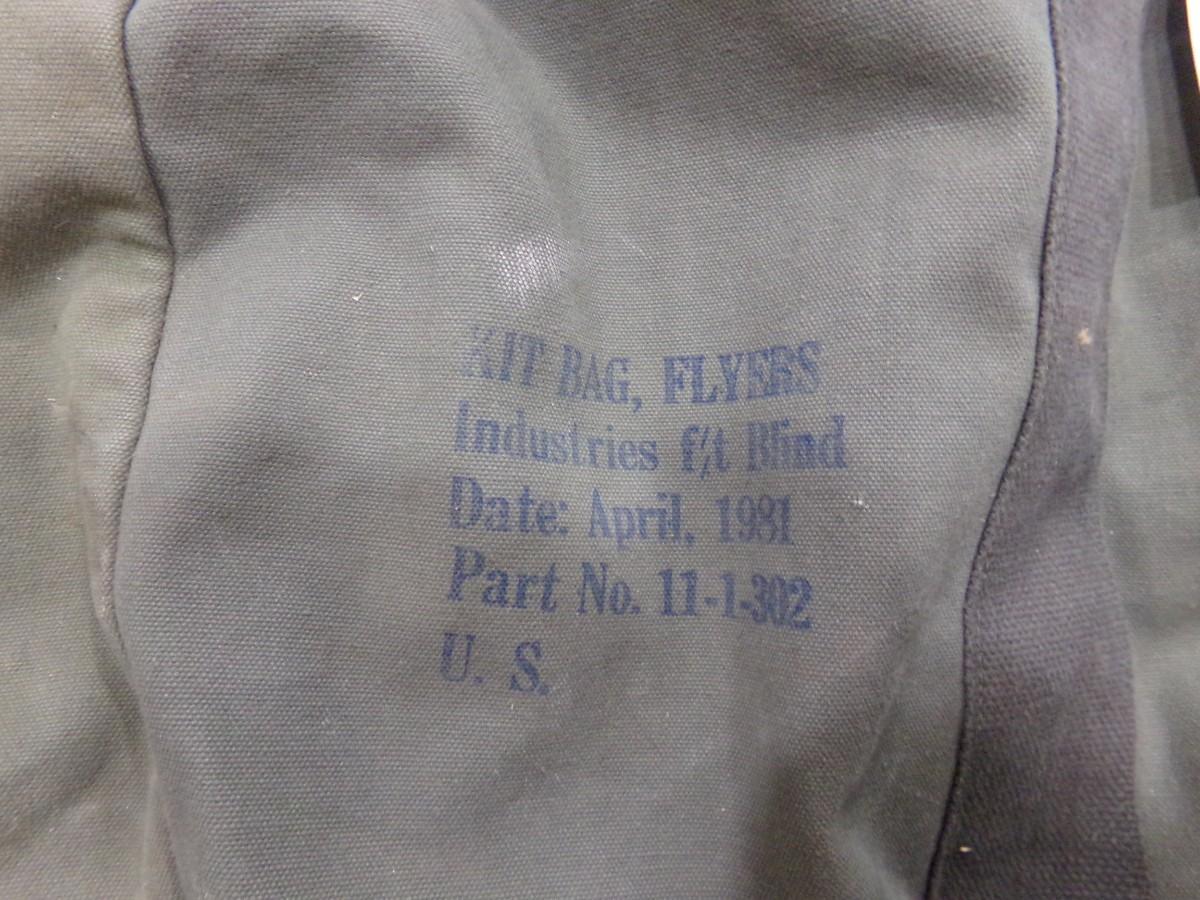 KIT BAG, FLYERS
Industries f/t Blind
Date: April, 1981
Part No. 11-1-302
U. S.